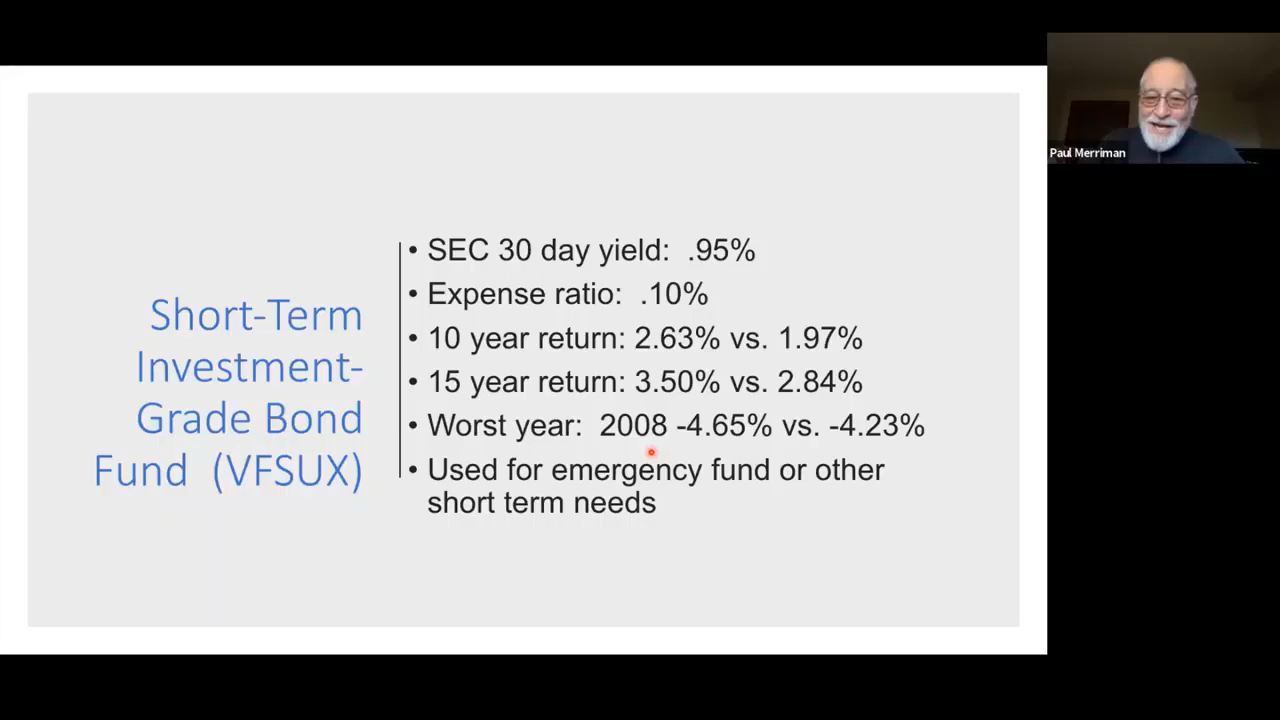 Short-Term
Investment-
Grade Bond
Fund (VFSUX)
• SEC 30 day yield: .95%
• Expense ratio: .10%
• 10 year return: 2.63% vs. 1.97%
• 15 year return: 3.50% vs. 2.84%
• Worst year: 2008 -4.65% vs. -4.23%
• Used for emergency fund or other
short term needs
Paul Merriman